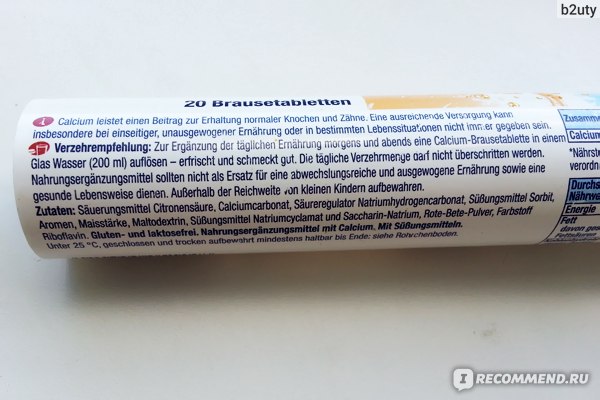 b2uty
20 Brausetabletten
Calcium leistet einen Beitrag zur Erhaltung normaler Knochen und Zähne. Eine ausreichende Versorgung kann
insbesondere bei einseitiger, unausgewogener Ernährung oder in bestimmten Lebenssituationen nicht immer gegeben sein.
Verzehrempfehlung: Zur Ergänzung der täglichen Ernährung morgens und abends eine Calcium-Brausetablette in einem
Glas Wasser (200 ml) auflösen – erfrischt und schmeckt gut. Die tägliche Verzehrmenge darf nicht überschritten werden.
Nahrungsergänzungsmittel sollten nicht als Ersatz für eine abwechslungsreiche und ausgewogene Ernährung sowie eine
gesunde Lebensweise dienen. Außerhalb der Reichweite von kleinen Kindern aufbewahren.
Zutaten: Säuerungsmittel Citronensäure, Calciumcarbonat, Säureregulator Natriumhydrogencarbonat, Süßungsmittel Sorbit,
Aromen, Maisstärke, Maltodextrin, Süßungsmittel Natriumcyclamat und Saccharin-Natrium, Rote-Bete-Pulver, Farbstoff
Riboflavin. Gluten- und laktosefrei. Nahrungsergänzungsmittel mit Calcium. Mit Süßungsmitteln.
Unter 25 °C, geschlossen und trocken aufbewahrt mindestens haltbar bis Ende: siehe Röhrchenboden.
Zusamme
Calcium
*Nährst
verordn
Durchs
Nährwe
Energie
Fett
davon ges
Fettsäuren
IRECOMMEND.RU